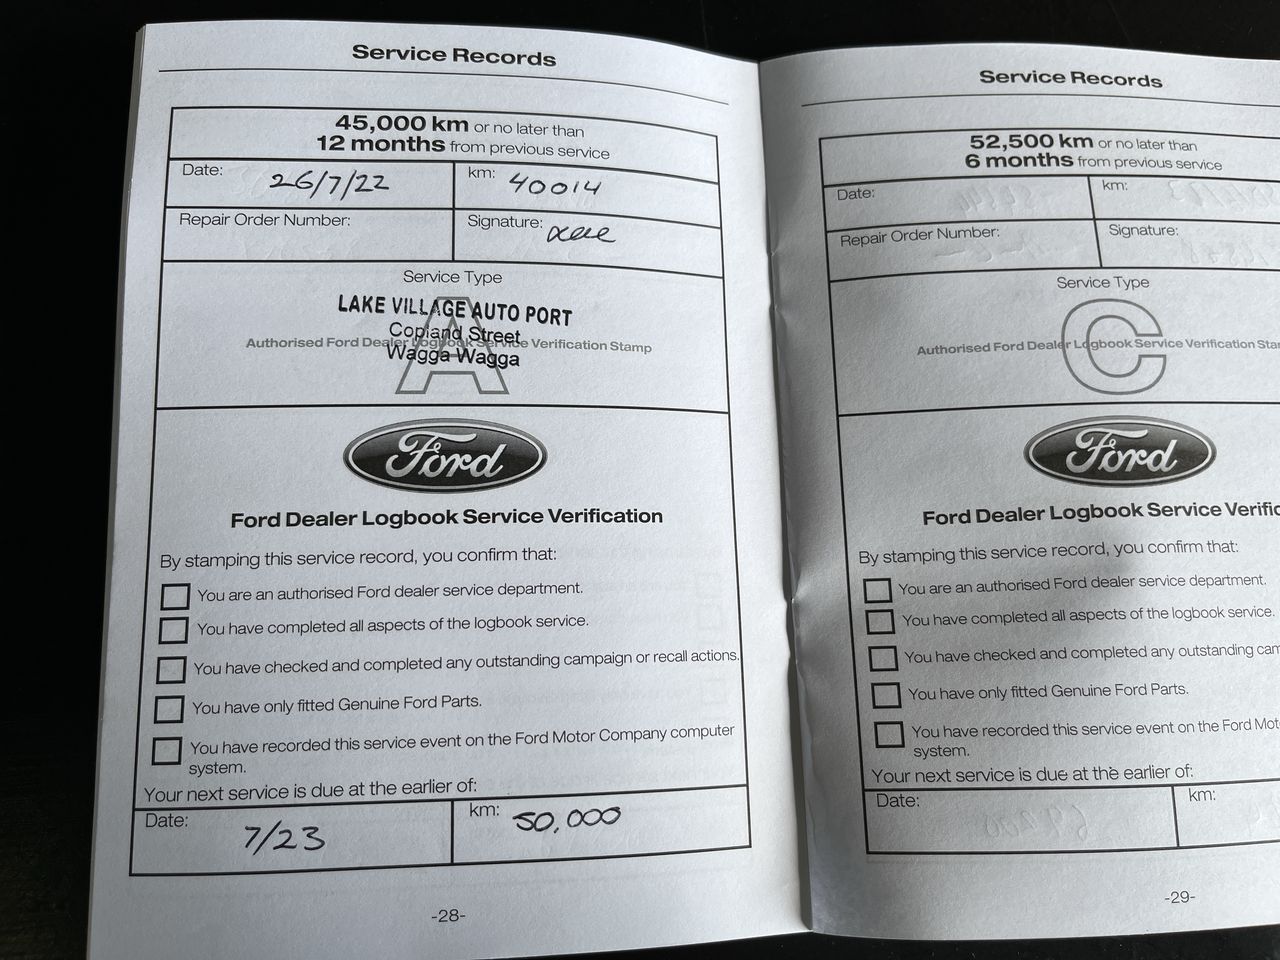 Service Records
45,000 km or no later than
12 months from previous service
Date: 26/7/22
km: 40014
Repair Order Number:
Signature:
Service Type
A
LAKE VILLAGE AUTO PORT
Copland Street
Authorised Ford Dealer Logbook Service Verification Stamp
Wagga Wagga
Ford
Ford Dealer Logbook Service Verification
By stamping this service record, you confirm that:
You are an authorised Ford dealer service department.
You have completed all aspects of the logbook service.
You have checked and completed any outstanding campaign or recall actions.
You have only fitted Genuine Ford Parts.
You have recorded this service event on the Ford Motor Company computer
system.
Your next service is due at the earlier of:
Date: 7/23
km: 50,000
-28-
Service Records
52,500 km or no later than
6 months from previous service
Date:
km:
Repair Order Number:
Signature:
Service Type
C
Authorised Ford Dealer Logbook Service Verification Star
Ford
Ford Dealer Logbook Service Verific
By stamping this service record, you confirm that:
You are an authorised Ford dealer service department.
You have completed all aspects of the logbook service.
You have checked and completed any outstanding cam
You have only fitted Genuine Ford Parts.
You have recorded this service event on the Ford Mot
system.
Your next service is due at the earlier of:
Date:
km:
-29-